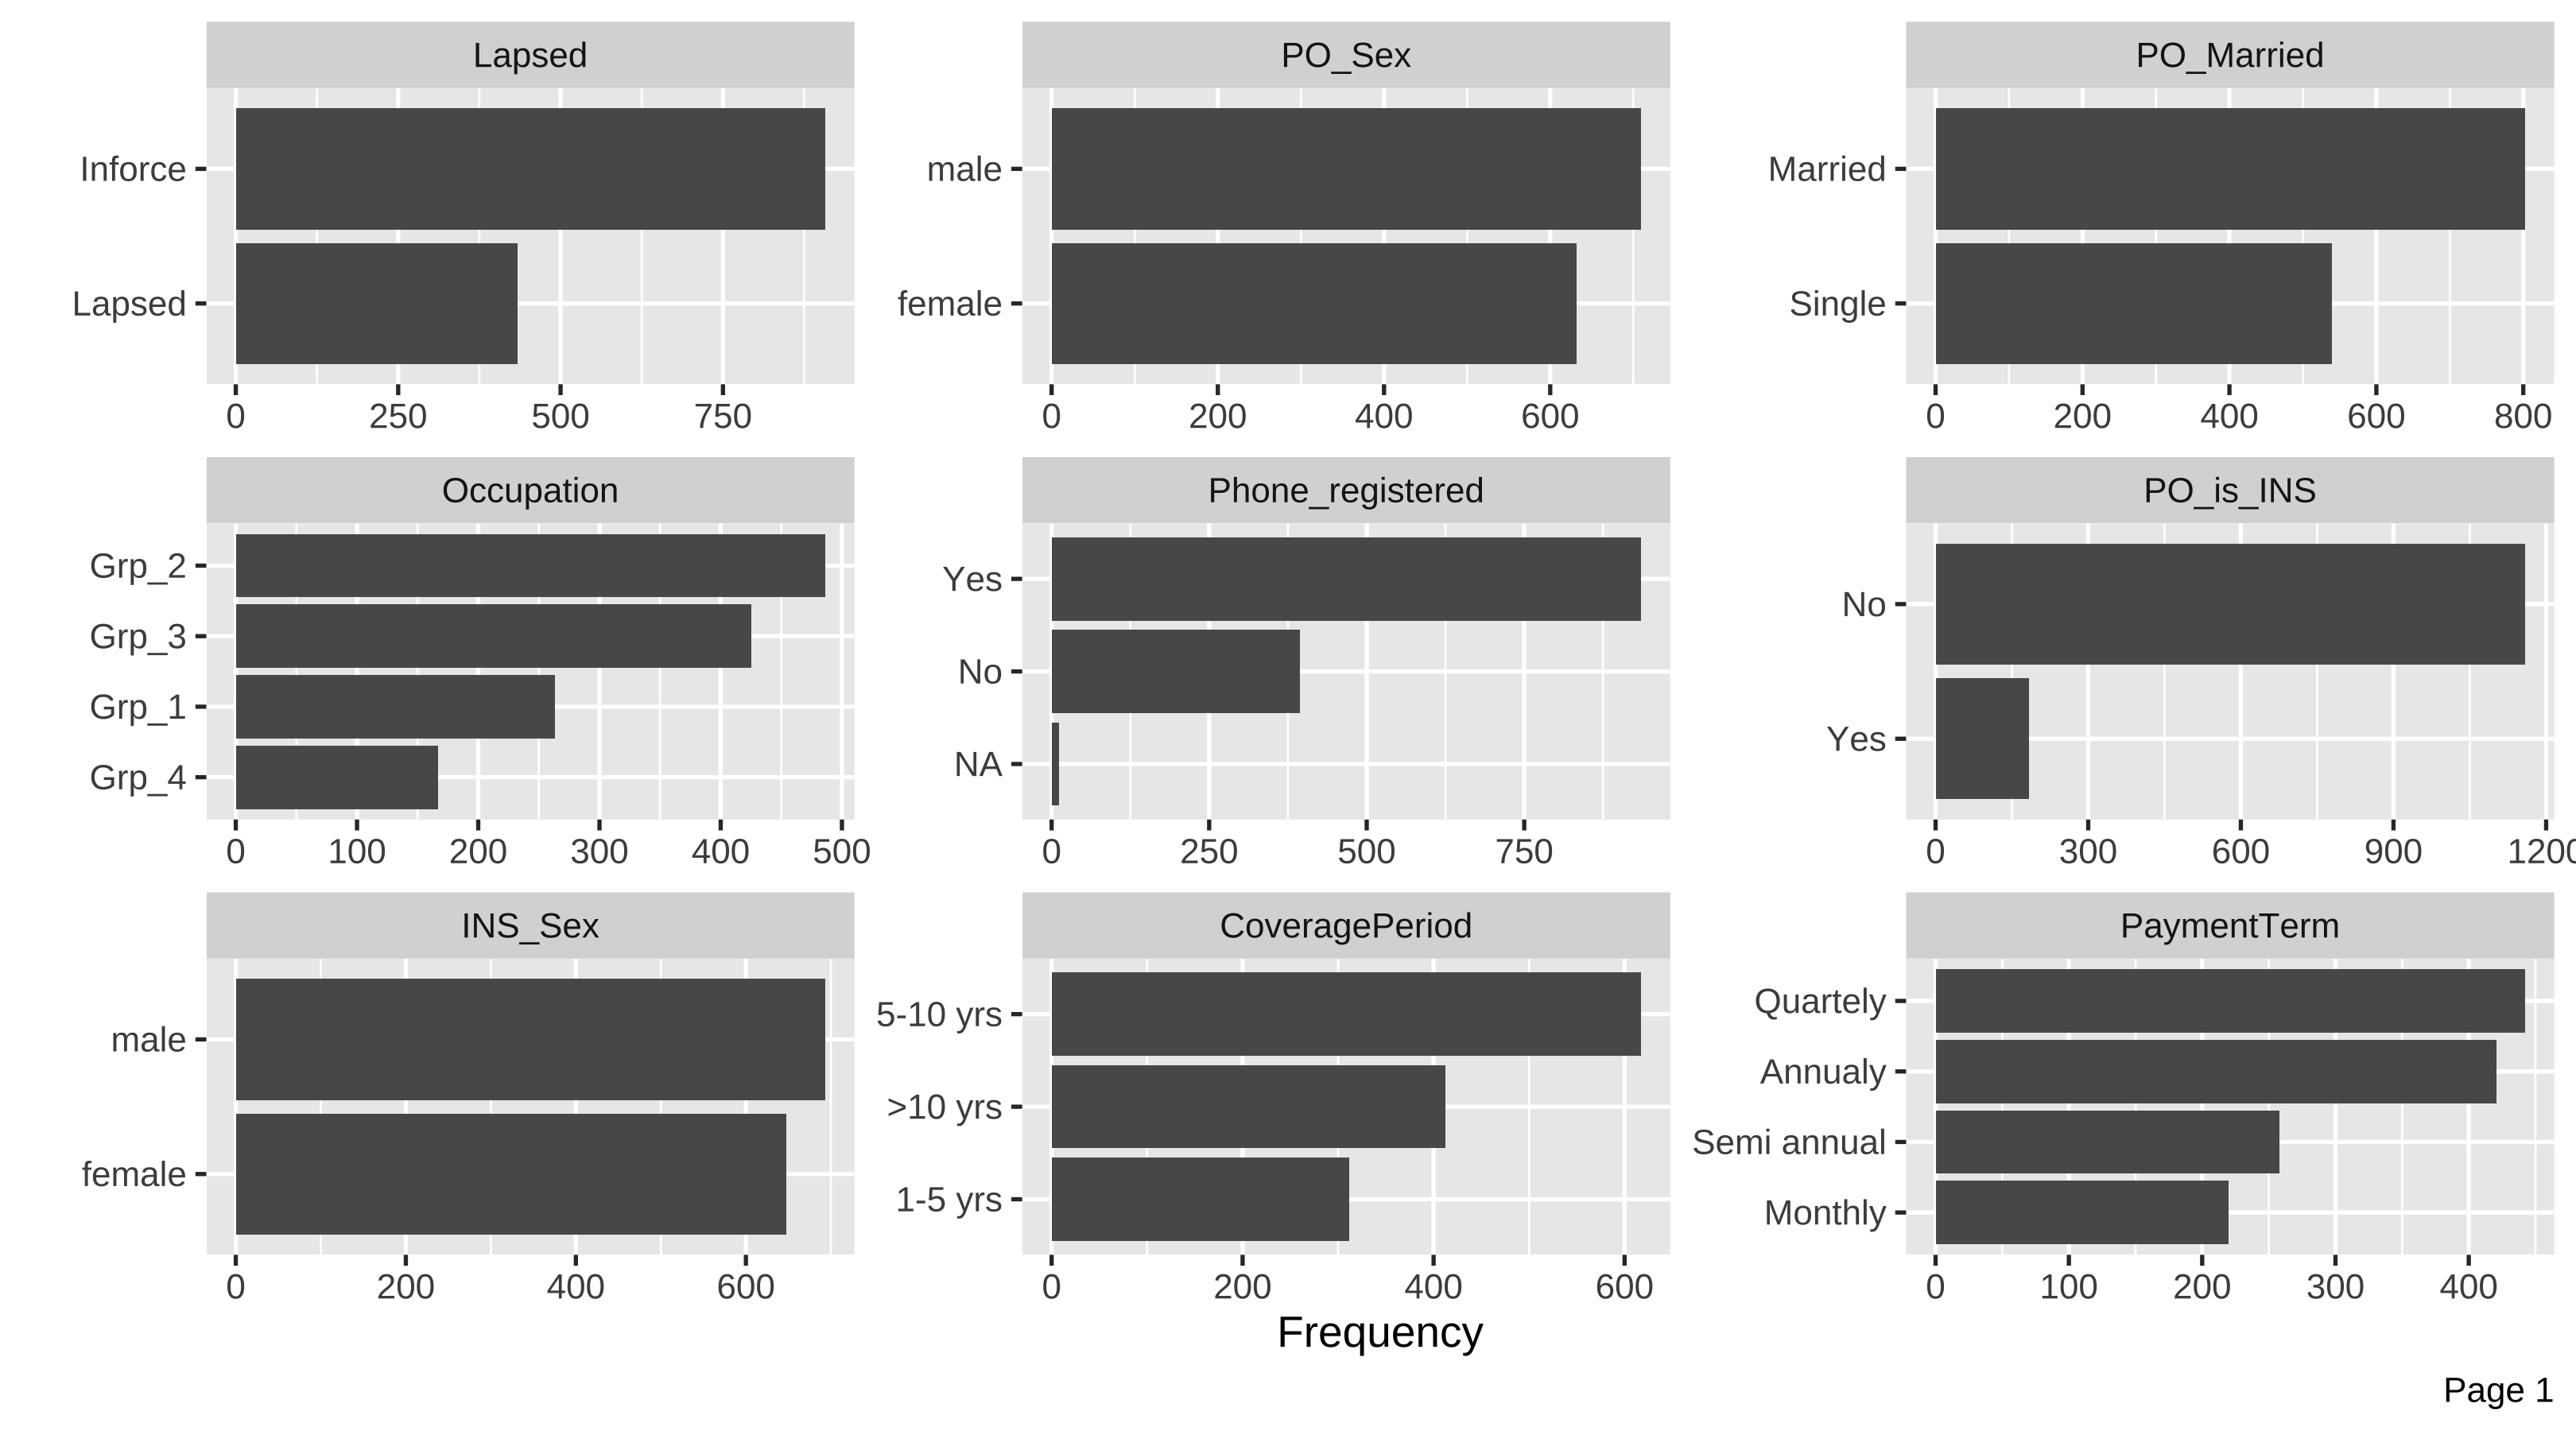 Lapsed
Inforce
Lapsed
0 250 500 750
PO_Sex
male
female
0 200 400 600
PO_Married
Married
Single
0 200 400 600 800
Occupation
Grp_2
Grp_3
Grp_1
Grp_4
0 100 200 300 400 500
Phone_registered
Yes
No
NA
0 250 500 750
PO_is_INS
No
Yes
0 300 600 900 1200
INS_Sex
male
female
0 200 400 600
CoveragePeriod
5-10 yrs
>10 yrs
1-5 yrs
0 200 400 600
PaymentTerm
Quartely
Annualy
Semi annual
Monthly
0 100 200 300 400
Frequency
Page 1